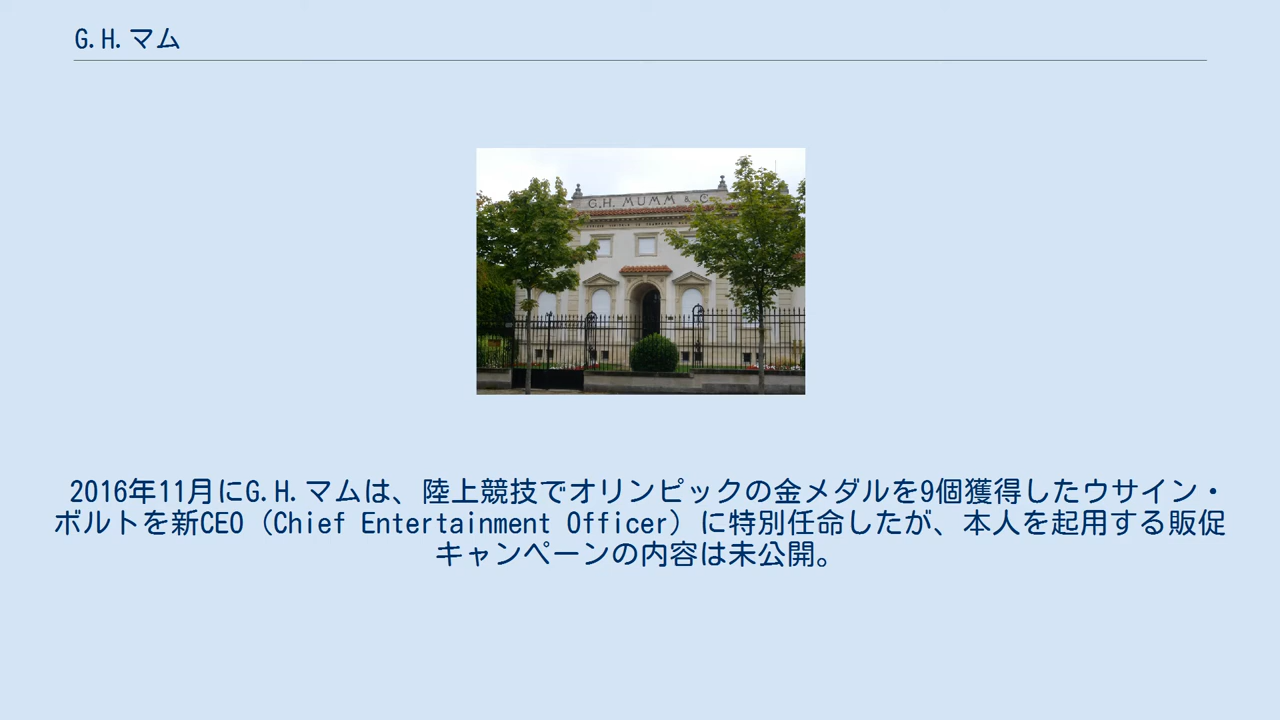 G.H.マム
G.H. MUMM & C
2016年11月にG.H.マムは、陸上競技でオリンピックの金メダルを9個獲得したウサイン・
ボルトを新CEO（Chief Entertainment Officer）に特別任命したが、本人を起用する販促
キャンペーンの内容は未公開。